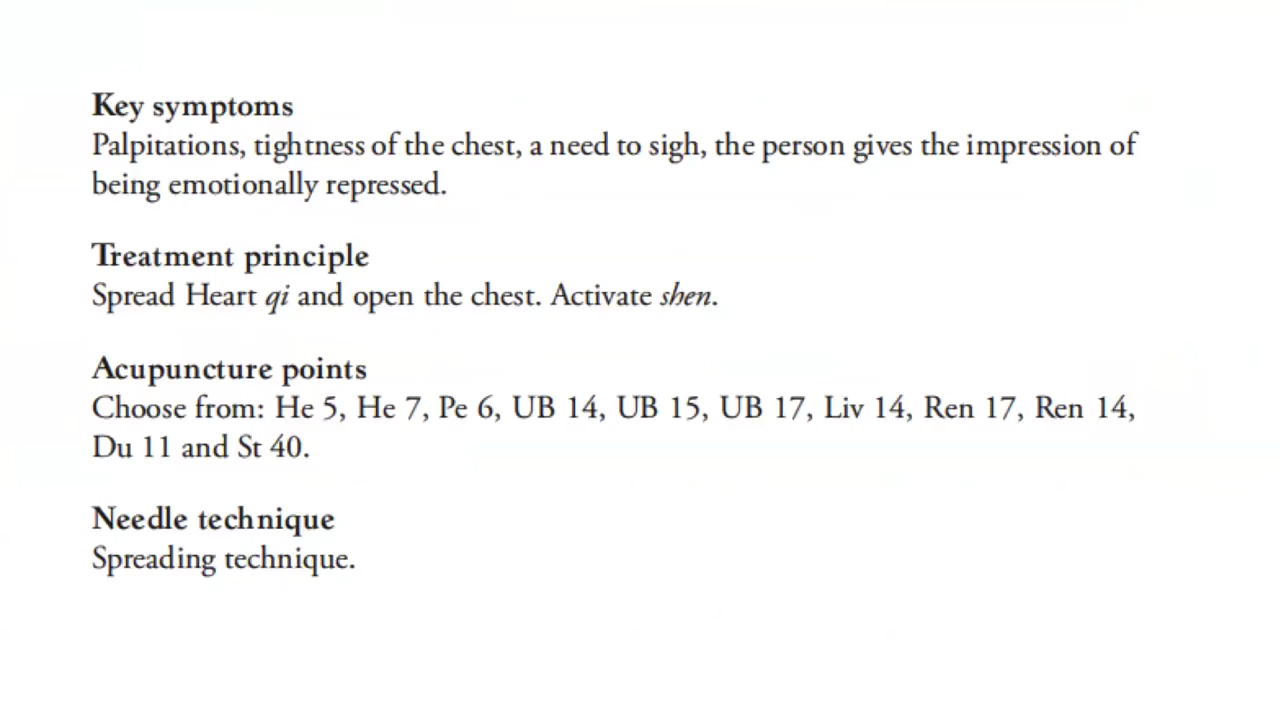 Key symptoms
Palpitations, tightness of the chest, a need to sigh, the person gives the impression of
being emotionally repressed.
Treatment principle
Spread Heart qi and open the chest. Activate shen.
Acupuncture points
Choose from: He 5, He 7, Pe 6, UB 14, UB 15, UB 17, Liv 14, Ren 17, Ren 14,
Du 11 and St 40.
Needle technique
Spreading technique.